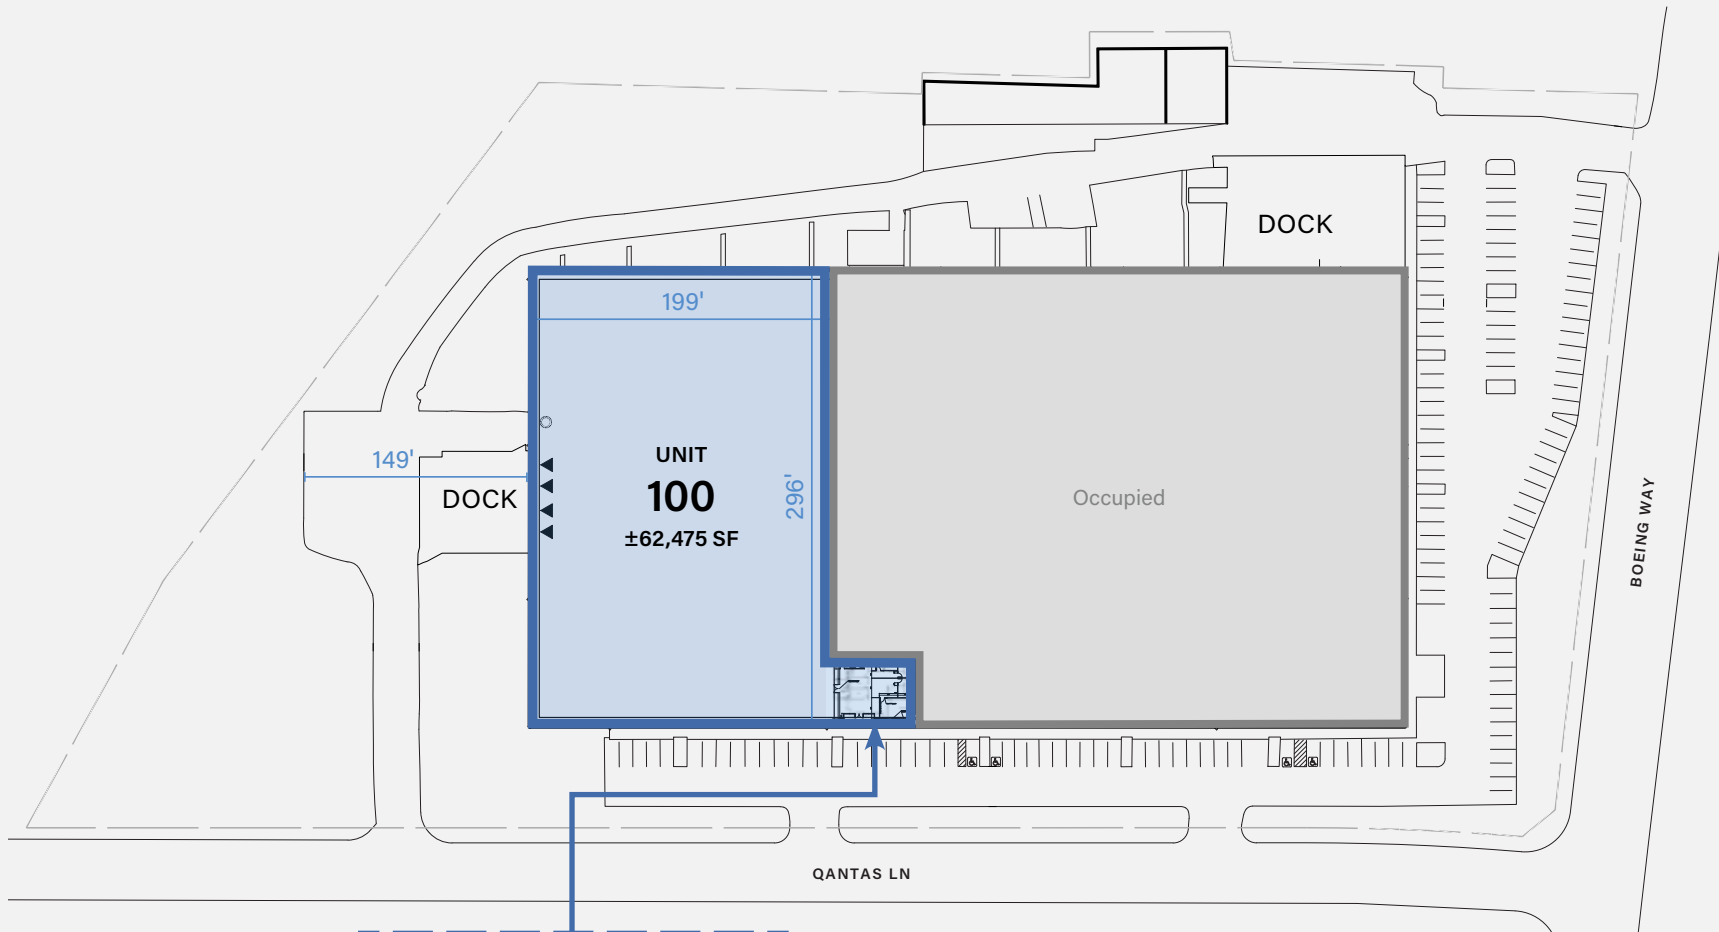 DOCK
199'
149'
DOCK
UNIT
100
±62,475 SF
296'
Occupied
BOEING WAY
QANTAS LN